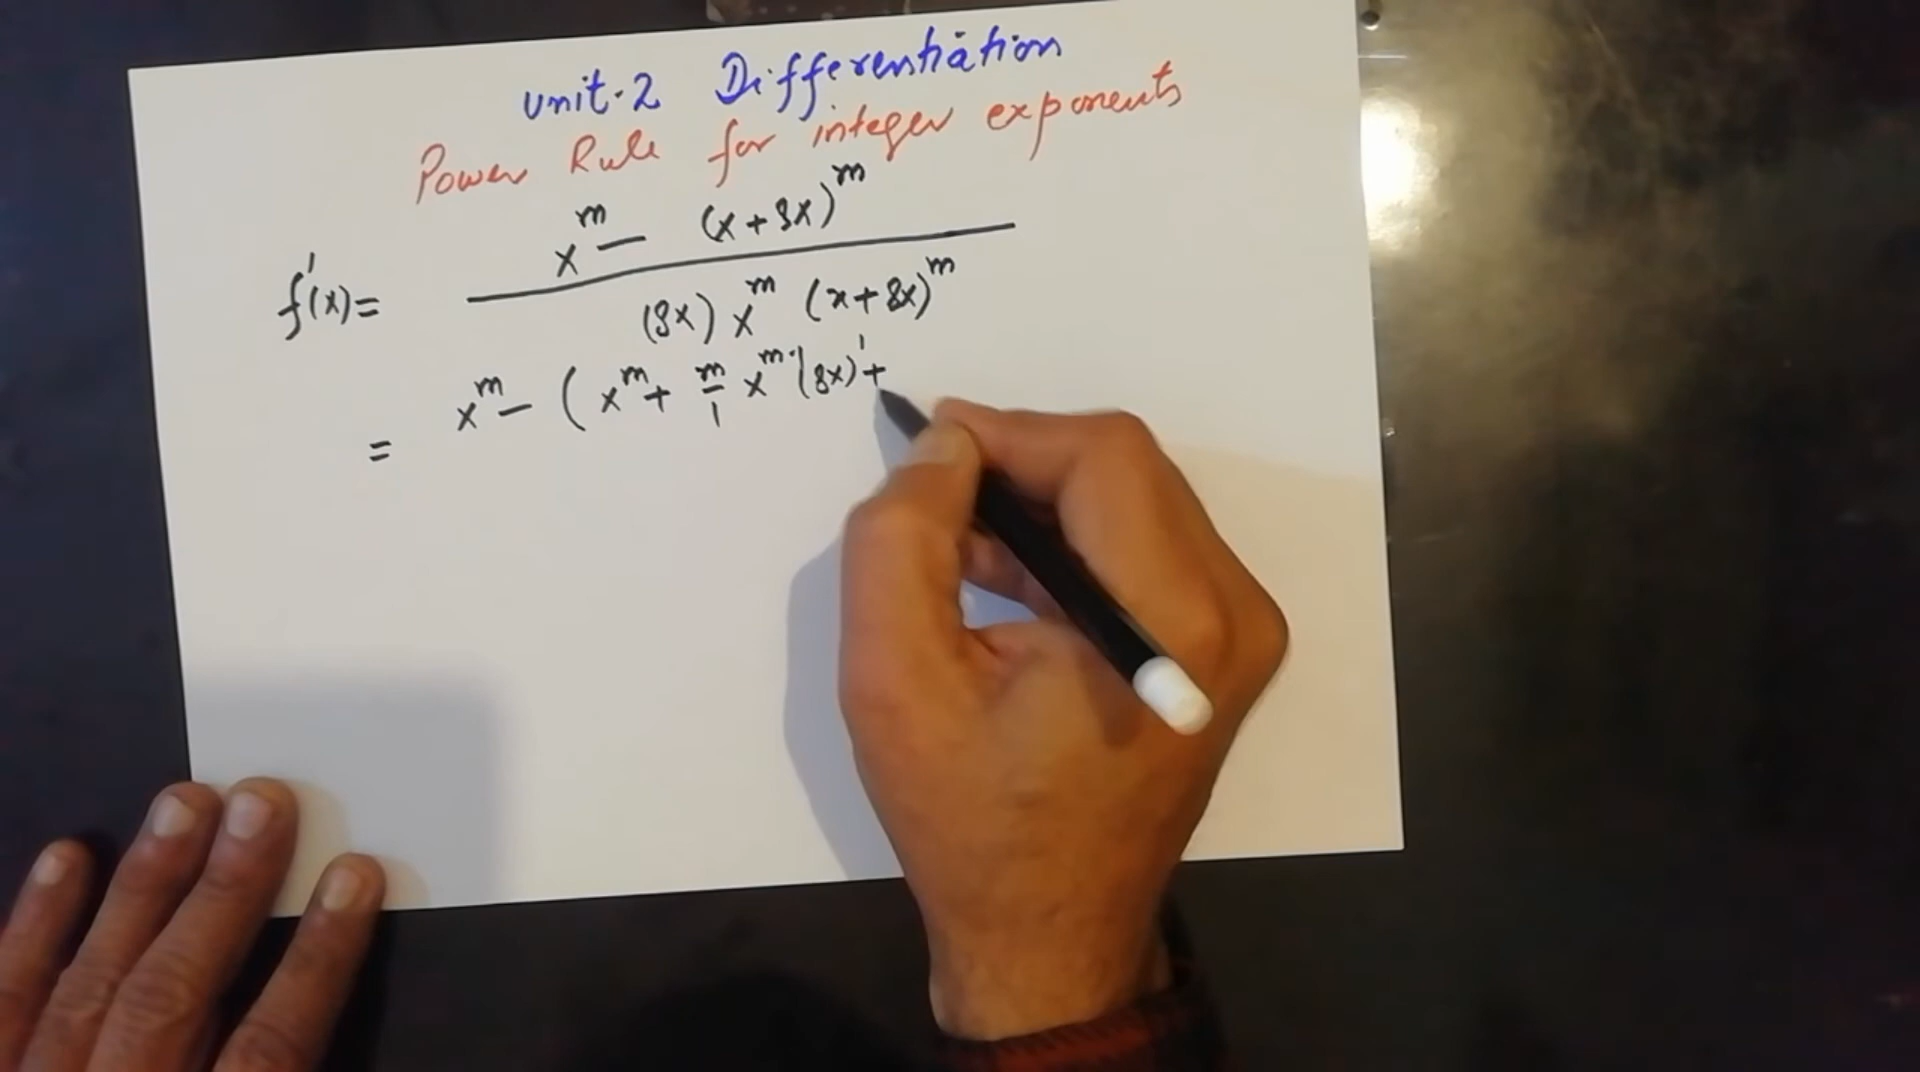 Unit-2 Differentiation
Power Rule for integer exponents
x^m - (x+δx)^m
f'(x)=
(δx) x^m (x+δx)^m
x^m - ( x^m + m/1 x^m-1 (δx)^1 +
=